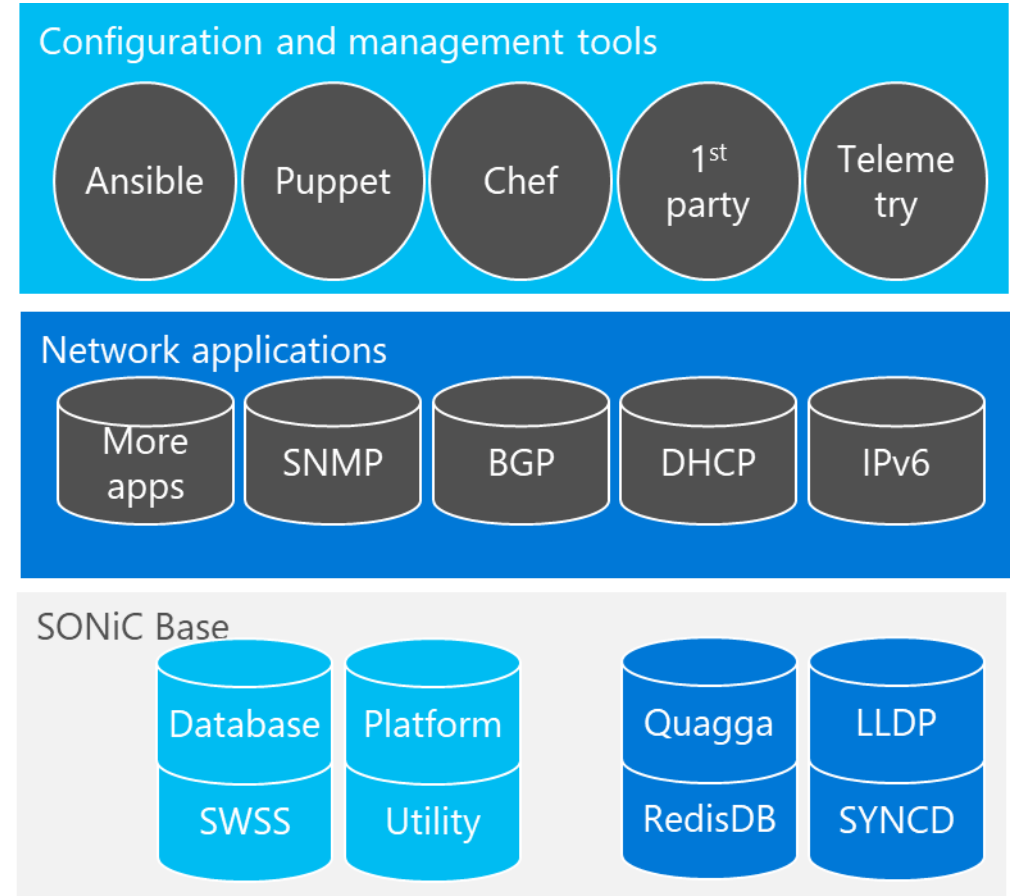 Configuration and management tools
Ansible
Puppet
Chef
1st
party
Teleme
try
Network applications
More
apps
SNMP
BGP
DHCP
IPv6
SONiC Base
Database
Platform
Quagga
LLDP
SWSS
Utility
RedisDB
SYNCD